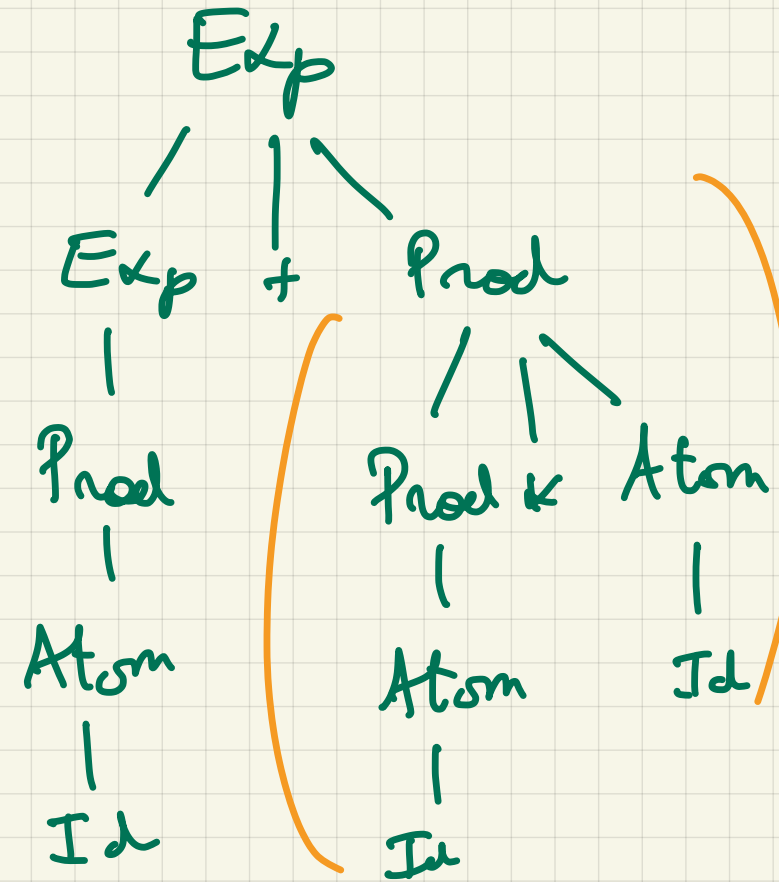 Exp
Exp + Prod
Prod Prod * Atom
Atom Atom Id
Id Id